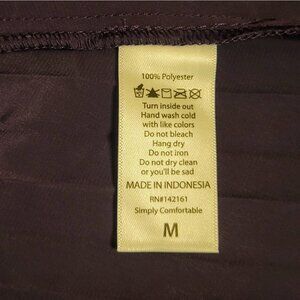 100% Polyester
Turn inside out
Hand wash cold
with like colors
Do not bleach
Hang dry
Do not iron
Do not dry clean
or you'll be sad
MADE IN INDONESIA
RN#142161
Simply Comfortable
M